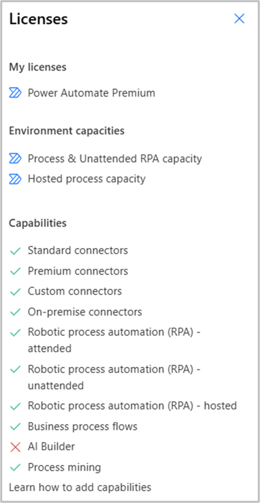 Licenses
My licenses
Power Automate Premium
Environment capacities
Process & Unattended RPA capacity
Hosted process capacity
Capabilities
Standard connectors
Premium connectors
Custom connectors
On-premise connectors
Robotic process automation (RPA) -
attended
Robotic process automation (RPA) -
unattended
Robotic process automation (RPA) - hosted
Business process flows
AI Builder
Process mining
Learn how to add capabilities